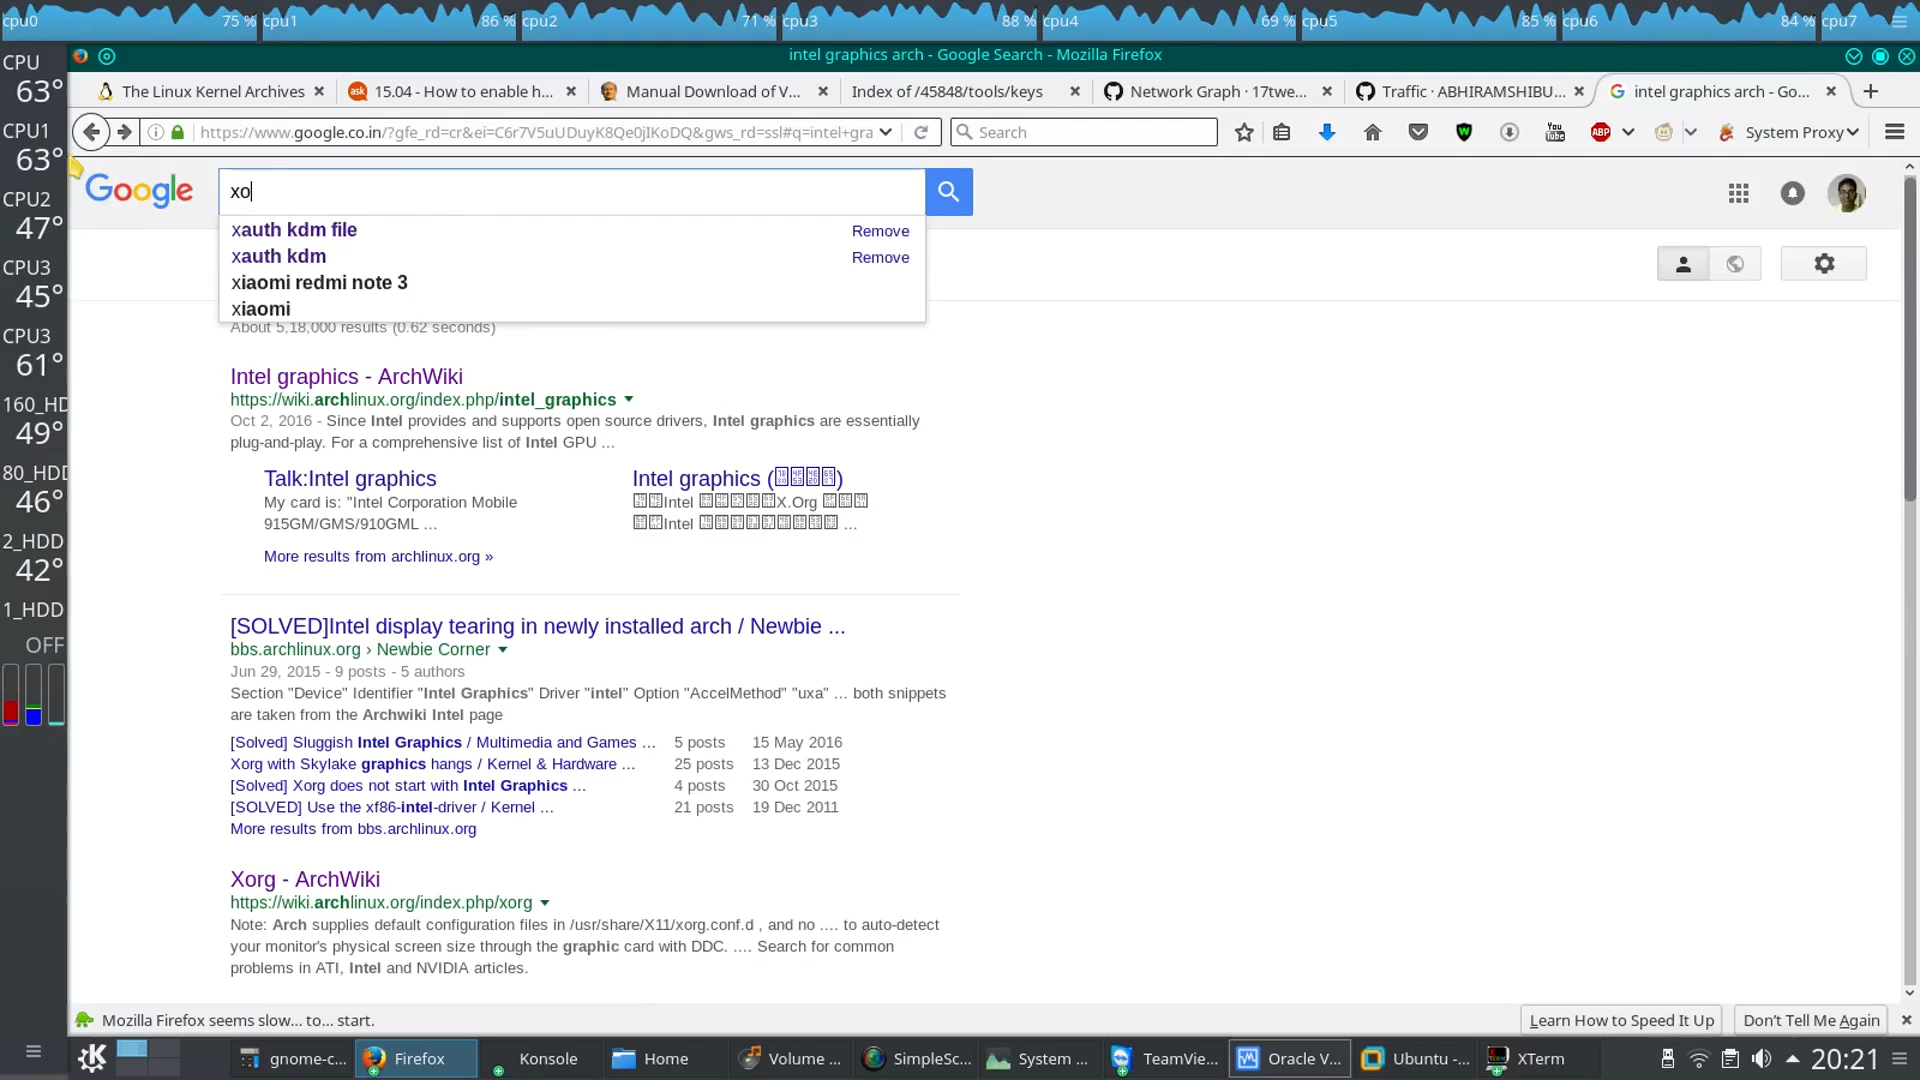 cpu0 75 % cpu1 86 % cpu2 71 % cpu3 88 % cpu4 69 % cpu5 85 % cpu6 84 % cpu7
intel graphics arch - Google Search - Mozilla Firefox
CPU
63°
CPU1
63°
CPU2
47°
CPU3
45°
CPU3
61°
160_HD
49°
80_HDD
46°
2_HDD
42°
1_HDD
OFF
The Linux Kernel Archives
ask 15.04 - How to enable h...
Manual Download of V...
Index of /45848/tools/keys
Network Graph · 17twe...
Traffic · ABHIRAMSHIBU...
intel graphics arch - Go...
https://www.google.co.in/?gfe_rd=cr&ei=C6r7V5uUDuyK8Qe0jIKoDQ&gws_rd=ssl#q=intel+gra
Search
You Tube
ABP
System Proxy
Google
xo
xauth kdm file Remove
xauth kdm Remove
xiaomi redmi note 3
xiaomi
About 5,18,000 results (0.62 seconds)
Intel graphics - ArchWiki
https://wiki.archlinux.org/index.php/intel_graphics
Oct 2, 2016 - Since Intel provides and supports open source drivers, Intel graphics are essentially
plug-and-play. For a comprehensive list of Intel GPU ...
Talk:Intel graphics
My card is: "Intel Corporation Mobile
915GM/GMS/910GML ...
Intel graphics ()
Intel X.Org
Intel ...
More results from archlinux.org »
[SOLVED]Intel display tearing in newly installed arch / Newbie ...
bbs.archlinux.org › Newbie Corner
Jun 29, 2015 - 9 posts - 5 authors
Section "Device" Identifier "Intel Graphics" Driver "intel" Option "AccelMethod" "uxa" ... both snippets
are taken from the Archwiki Intel page
[Solved] Sluggish Intel Graphics / Multimedia and Games ... 5 posts 15 May 2016
Xorg with Skylake graphics hangs / Kernel & Hardware ... 25 posts 13 Dec 2015
[Solved] Xorg does not start with Intel Graphics ... 4 posts 30 Oct 2015
[SOLVED] Use the xf86-intel-driver / Kernel ... 21 posts 19 Dec 2011
More results from bbs.archlinux.org
Xorg - ArchWiki
https://wiki.archlinux.org/index.php/xorg
Note: Arch supplies default configuration files in /usr/share/X11/xorg.conf.d , and no .... to auto-detect
your monitor's physical screen size through the graphic card with DDC. .... Search for common
problems in ATI, Intel and NVIDIA articles.
Mozilla Firefox seems slow... to... start.
Learn How to Speed It Up
Don't Tell Me Again
gnome-c...
Firefox
Konsole
Home
Volume ...
SimpleSc...
System ...
TeamVie...
Oracle V...
Ubuntu -...
XTerm
20:21